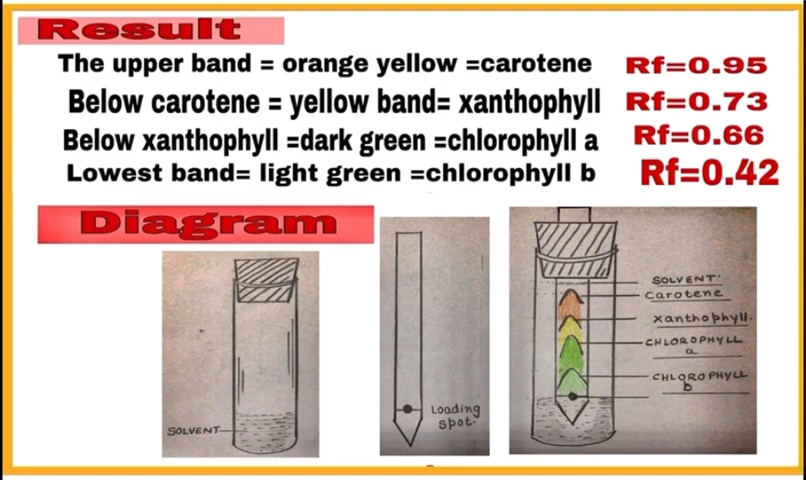 Result
The upper band = orange yellow =carotene Rf=0.95
Below carotene = yellow band= xanthophyll Rf=0.73
Below xanthophyll =dark green =chlorophyll a Rf=0.66
Lowest band= light green =chlorophyll b Rf=0.42
Diagram
SOLVENT
Loading
spot.
SOLVENT.
Carotene
xanthophyll.
CHLOROPHYLL
a
CHLOROPHYLL
b